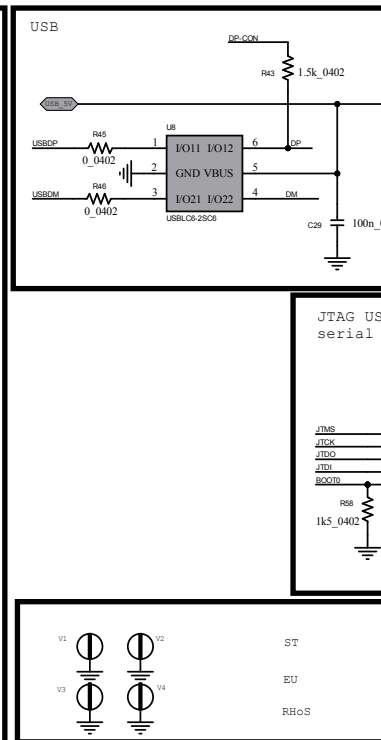 USB
DP-CON
R43
1.5k_0402
USB_5V
U8
USBDP
R45
0_0402
1
I/O11 I/O12
6
DP
2
GND VBUS
5
USBDM
R46
0_0402
3
I/O21 I/O22
4
DM
USBLC6-2SC6
C29
100n_0
JTAG US
serial
JTMS
JTCK
JTDO
JTDI
BOOT0
R58
1k5_0402
V1
V2
ST
EU
V3
V4
RHoS